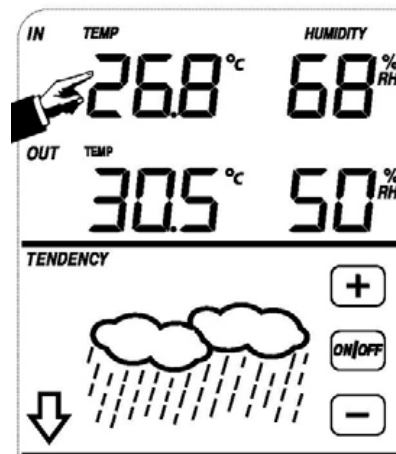 IN TEMP HUMIDITY
26.8 °C 68 % RH
OUT TEMP
30.5 °C 50 % RH
TENDENCY
+
ON/OFF
−